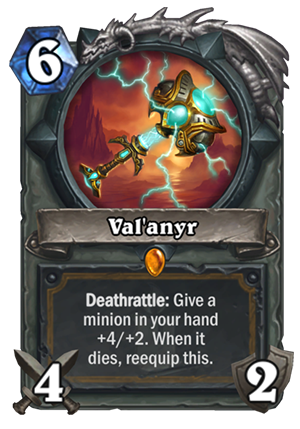 6
Val'anyr
Deathrattle: Give a
minion in your hand
+4/+2. When it
dies, reequip this.
4
2